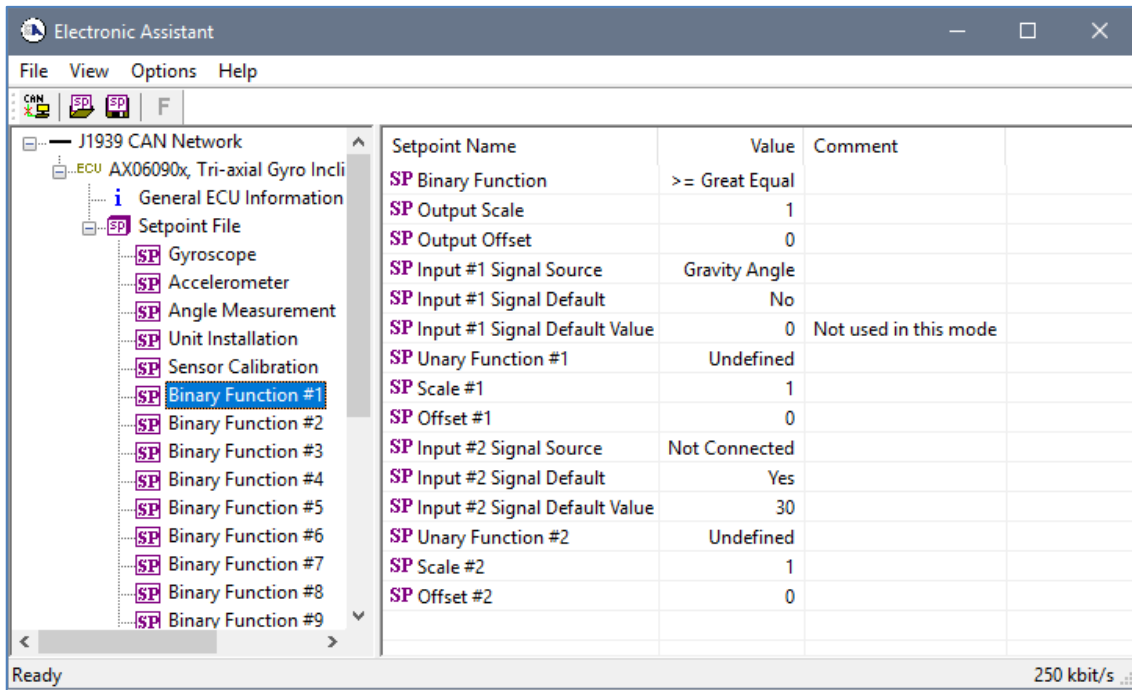 Electronic Assistant
File View Options Help
CAN SP SP F
J1939 CAN Network
ECU AX06090x, Tri-axial Gyro Incli
i General ECU Information
SP Setpoint File
SP Gyroscope
SP Accelerometer
SP Angle Measurement
SP Unit Installation
SP Sensor Calibration
SP Binary Function #1
SP Binary Function #2
SP Binary Function #3
SP Binary Function #4
SP Binary Function #5
SP Binary Function #6
SP Binary Function #7
SP Binary Function #8
SP Binary Function #9
Setpoint Name Value Comment
SP Binary Function >= Great Equal
SP Output Scale 1
SP Output Offset 0
SP Input #1 Signal Source Gravity Angle
SP Input #1 Signal Default No
SP Input #1 Signal Default Value 0 Not used in this mode
SP Unary Function #1 Undefined
SP Scale #1 1
SP Offset #1 0
SP Input #2 Signal Source Not Connected
SP Input #2 Signal Default Yes
SP Input #2 Signal Default Value 30
SP Unary Function #2 Undefined
SP Scale #2 1
SP Offset #2 0
Ready 250 kbit/s